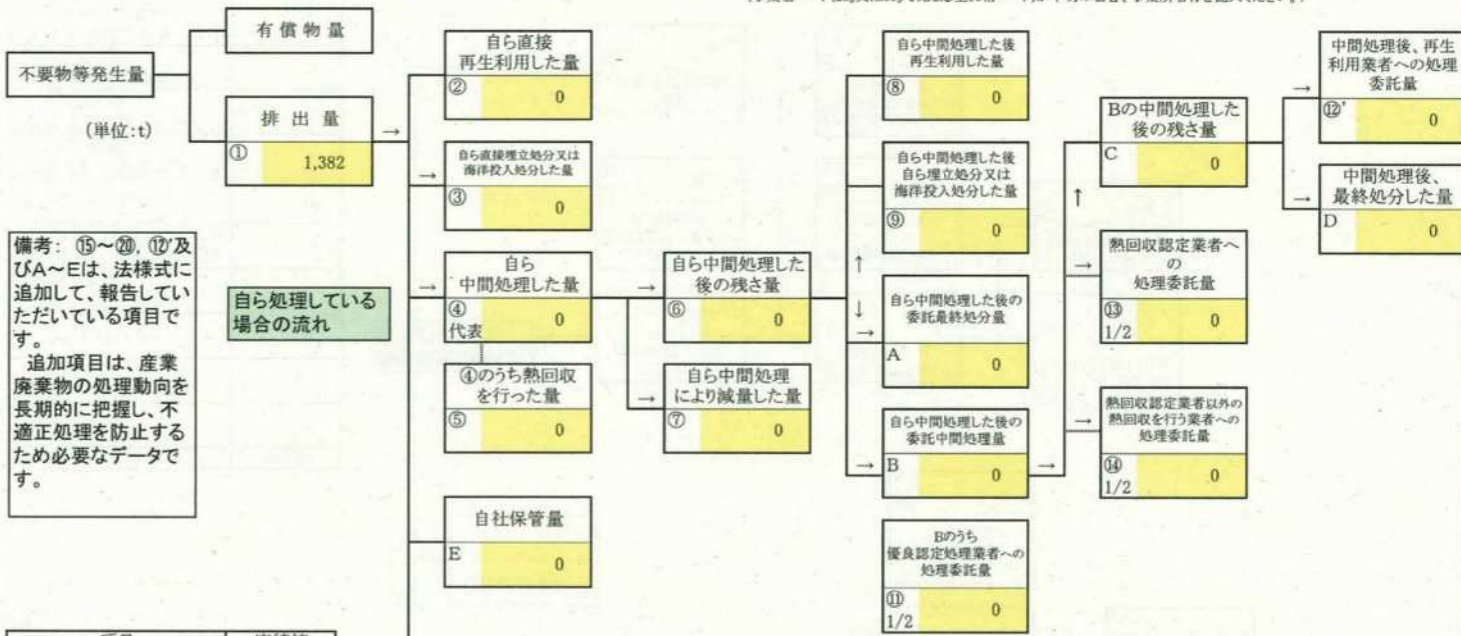 不要物等発生量
(単位:t)
有償物量
排出量
①
1,382
→
備考: ⑮~⑳, ⑫'及
びA~Eは、法様式に
追加して、報告してい
ただいている項目で
す。
追加項目は、産業
廃棄物の処理動向を
長期的に把握し、不
適正処理を防止する
ため必要なデータで
す。
自ら処理している
場合の流れ
自ら直接
再生利用した量
②
0
→
自ら直接埋立処分又は
海洋投入処分した量
③
0
→
自ら
中間処理した量
④
代表
0
④のうち熱回収
を行った量
⑤
0
自社保管量
E
0
→
自ら中間処理した
後の残さ量
⑥
0
→
自ら中間処理
により減量した量
⑦
0
自ら中間処理した後
再生利用した量
⑧
0
自ら中間処理した後
自ら埋立処分又は
海洋投入処分した量
⑨
0
↑
↓
→
自ら中間処理した後の
委託最終処分量
A
0
→
自ら中間処理した後の
委託中間処理量
B
0
→
Bのうち
優良認定処理業者への
処理委託量
⑪
1/2
0
→
Bの中間処理した
後の残さ量
C
0
↑
→
熱回収認定業者へ
の
処理委託量
⑬
1/2
0
→
熱回収認定業者以外の
熱回収を行う業者への
処理委託量
⑭
1/2
0
→
中間処理後、再生
利用業者への処理
委託量
⑫'
0
→
中間処理後、
最終処分した量
D
0